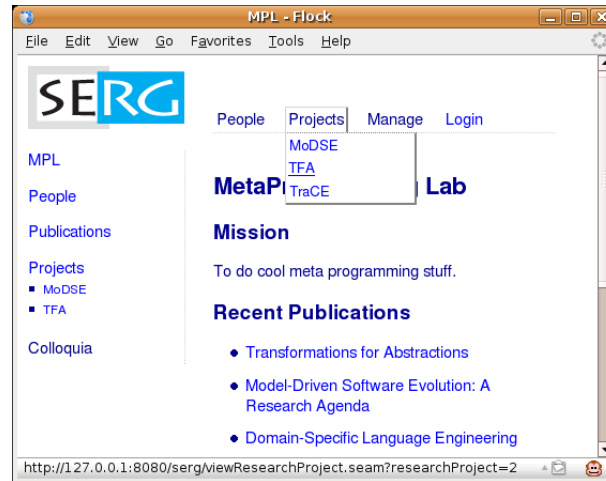 MPL - Flock
File Edit View Go Favorites Tools Help
SERG
People Projects Manage Login
MoDSE
TFA
TraCE
MPL
People
Publications
Projects
MoDSE
TFA
Colloquia
MetaP Lab
Mission
To do cool meta programming stuff.
Recent Publications
Transformations for Abstractions
Model-Driven Software Evolution: A
Research Agenda
Domain-Specific Language Engineering
http://127.0.0.1:8080/serg/viewResearchProject.seam?researchProject=2